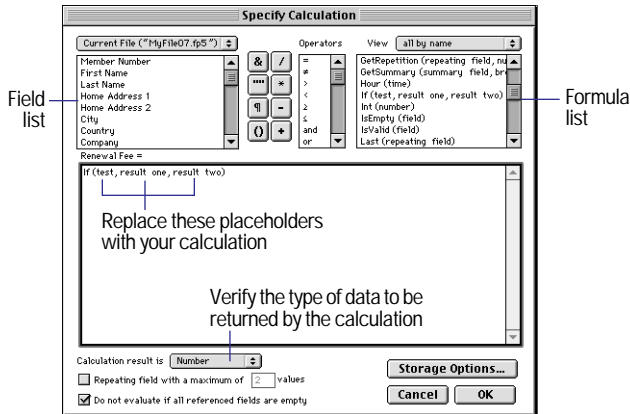 Specify Calculation
Current File ("MyFile07.fp5")
Operators
View
all by name
Field list
Member Number
First Name
Last Name
Home Address 1
Home Address 2
City
Country
Company
& /
"" *
¶ -
() +
=
≠
>
<
≥
≤
and
or
GetRepetition (repeating field, nu
GetSummary (summary field, bre
Hour (time)
If (test, result one, result two)
Int (number)
IsEmpty (field)
IsValid (field)
Last (repeating field)
Formula list
Renewal Fee =
If (test, result one, result two)
Replace these placeholders
with your calculation
Verify the type of data to be
returned by the calculation
Calculation result is Number
Repeating field with a maximum of 2 values
Do not evaluate if all referenced fields are empty
Storage Options...
Cancel
OK